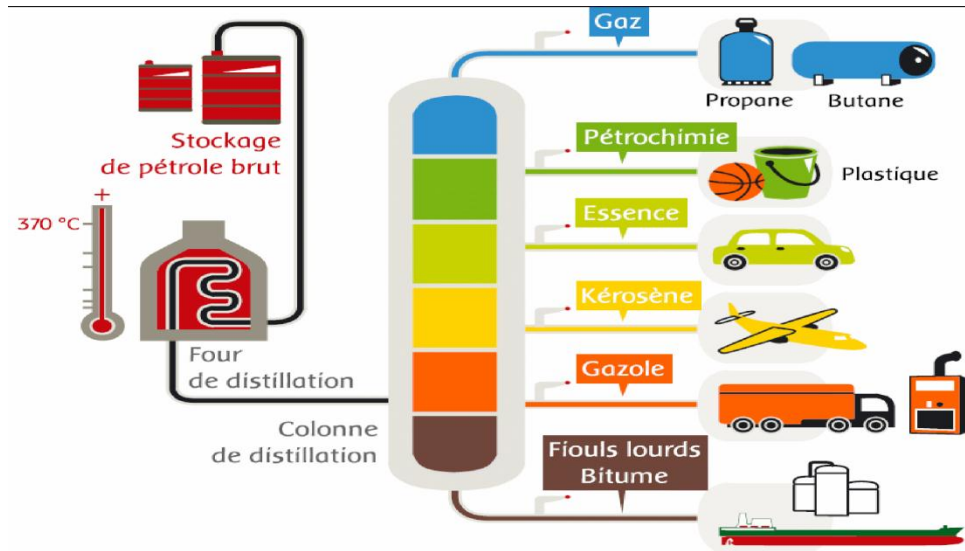 Gaz
Propane
Butane
Stockage
de pétrole brut
Pétrochimie
Plastique
+
370 °C
Essence
Kérosène
Four
de distillation
Gazole
Colonne
de distillation
Fiouls lourds
Bitume